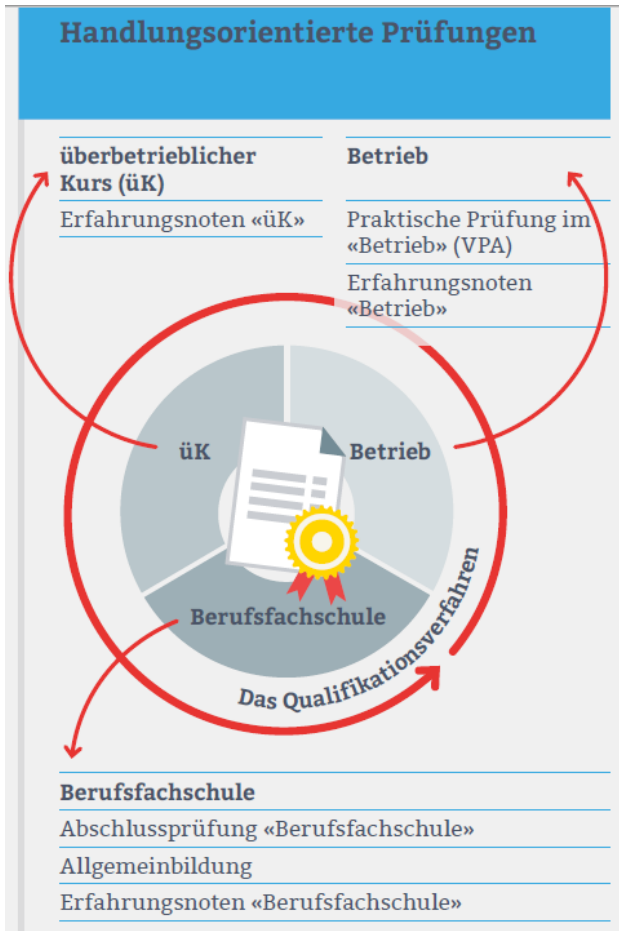 Handlungsorientierte Prüfungen
überbetrieblicher
Kurs (üK)
Erfahrungsnoten «üK»
Betrieb
Praktische Prüfung im
«Betrieb» (VPA)
Erfahrungsnoten
«Betrieb»
üK
Betrieb
Berufsfachschule
Das Qualifikationsverfahren
Berufsfachschule
Abschlussprüfung «Berufsfachschule»
Allgemeinbildung
Erfahrungsnoten «Berufsfachschule»